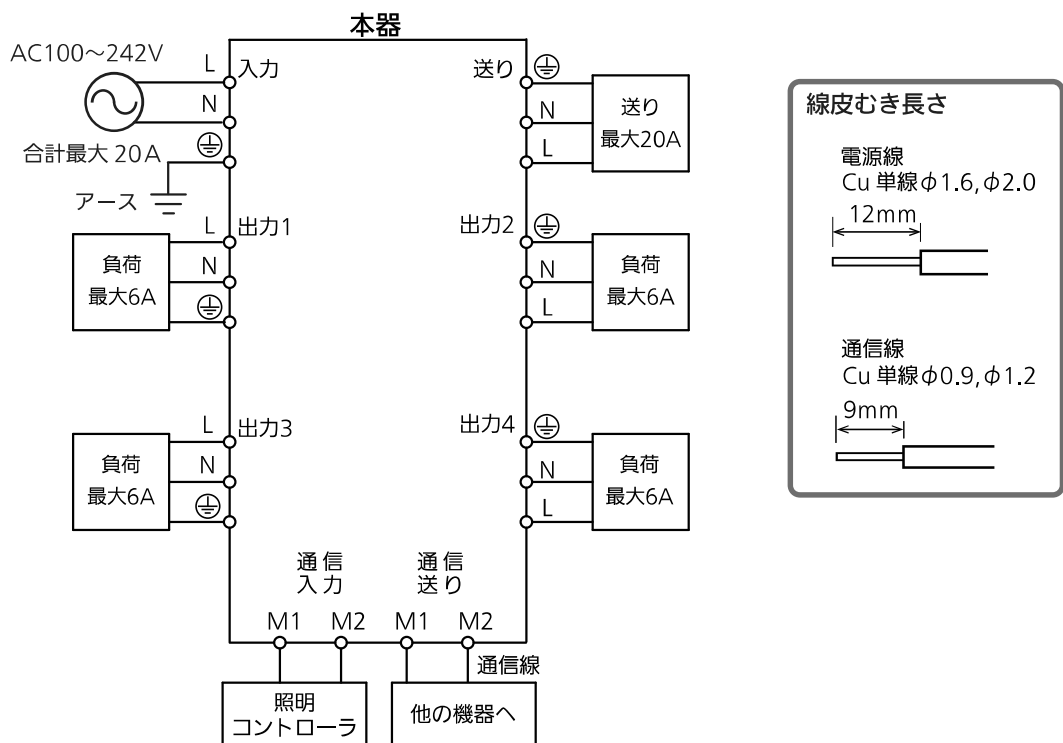 本器
AC100～242V
L
入力
N
合計最大 20A
アース
送り
N
L
送り
最大20A
L
出力1
N
負荷
最大6A
出力2
N
L
負荷
最大6A
L
出力3
N
負荷
最大6A
出力4
N
L
負荷
最大6A
通信
入力
通信
送り
M1
M2
M1
M2
通信線
照明
コントローラ
他の機器へ
線皮むき長さ
電源線
Cu 単線φ1.6,φ2.0
12mm
通信線
Cu 単線φ0.9,φ1.2
9mm